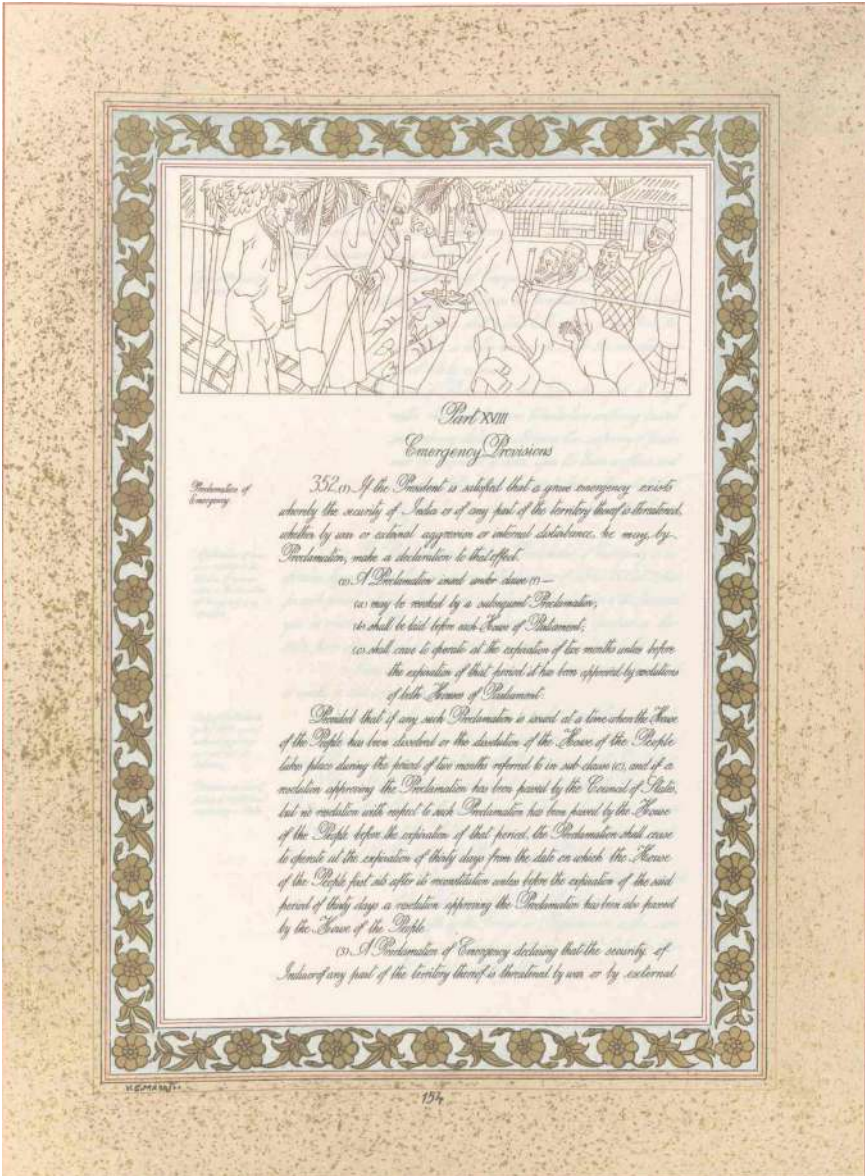 Part XVIII
Emergency Provisions
Proclamation of
Emergency
352.(1) If the President is satisfied that a grave emergency exists
whereby the security of India or of any part of the territory thereof is threatened,
whether by war or external aggression or internal disturbance, he may, by
Proclamation, make a declaration to that effect.
(2) A Proclamation issued under clause (1)—
(a) may be revoked by a subsequent Proclamation;
(b) shall be laid before each House of Parliament;
(c) shall cease to operate at the expiration of two months unless before
the expiration of that period it has been approved by resolutions
of both Houses of Parliament:
Provided that if any such Proclamation is issued at a time when the House
of the People has been dissolved or the dissolution of the House of the People
takes place during the period of two months referred to in sub-clause (c), and if a
resolution approving the Proclamation has been passed by the Council of States,
but no resolution with respect to such Proclamation has been passed by the House
of the People before the expiration of that period, the Proclamation shall cease
to operate at the expiration of thirty days from the date on which the House
of the People first sits after its reconstitution unless before the expiration of the said
period of thirty days a resolution approving the Proclamation has been also passed
by the House of the People.
(3) A Proclamation of Emergency declaring that the security of
India or of any part of the territory thereof is threatened by war or by external
154